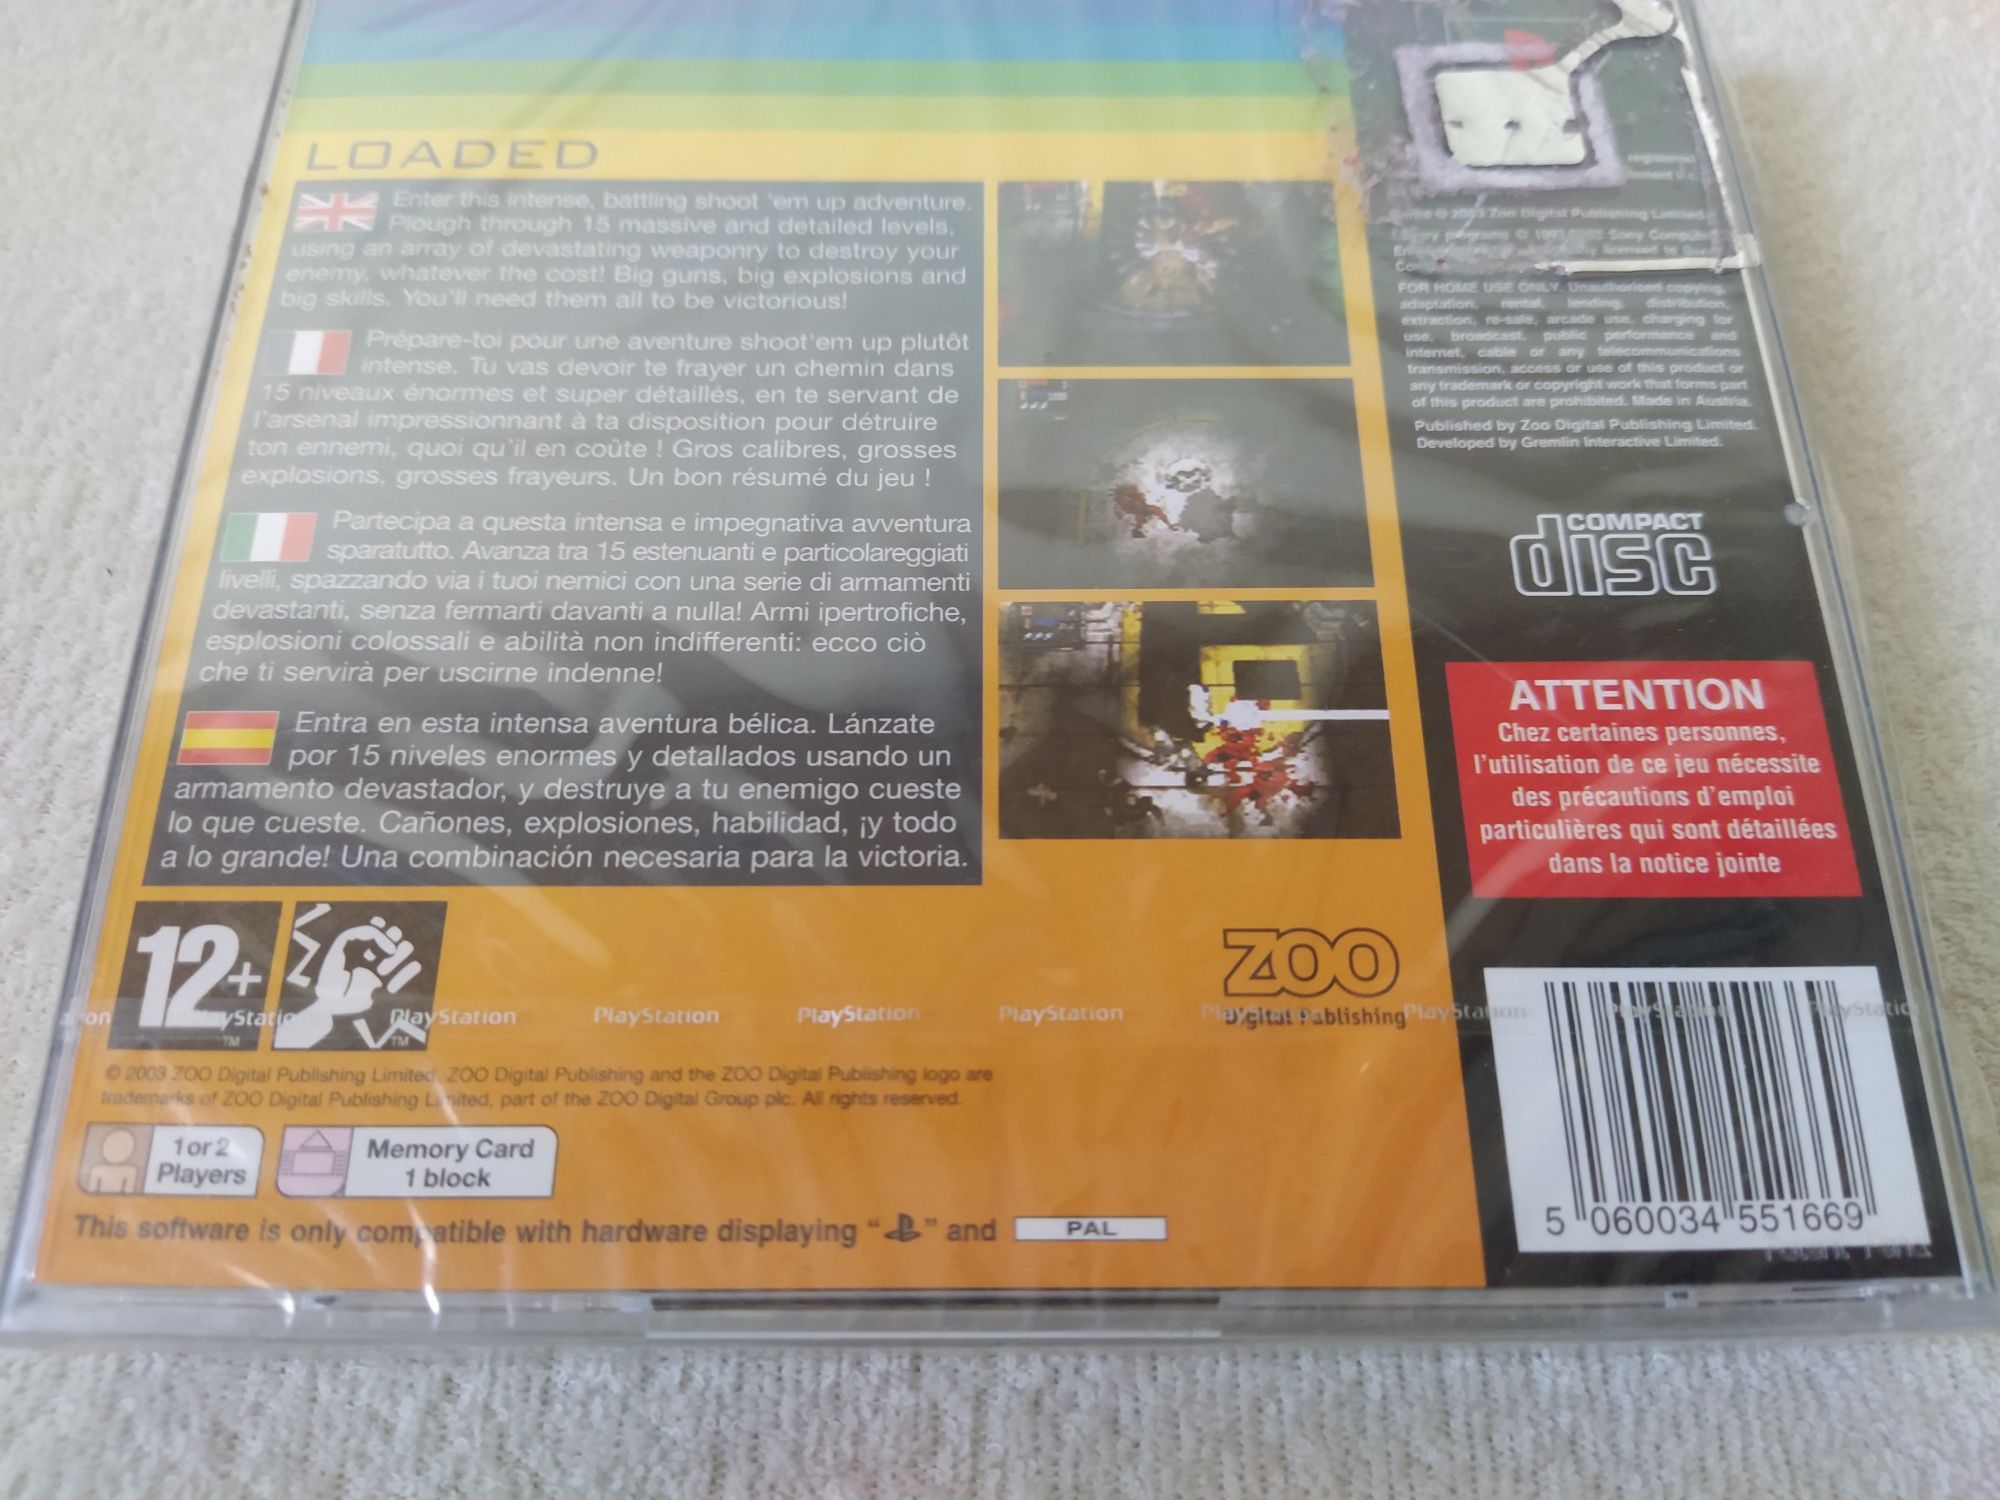 LOADED
Enter this intense, battling shoot 'em up adventure.
Plough through 15 massive and detailed levels,
using an array of devastating weaponry to destroy your
enemy, whatever the cost! Big guns, big explosions and
big skills. You'll need them all to be victorious!
Prépare-toi pour une aventure shoot'em up plutôt
intense. Tu vas devoir te frayer un chemin dans
15 niveaux énormes et super détaillés, en te servant de
l'arsenal impressionnant à ta disposition pour détruire
ton ennemi, quoi qu'il en coûte ! Gros calibres, grosses
explosions, grosses frayeurs. Un bon résumé du jeu !
Partecipa a questa intensa e impegnativa avventura
sparatutto. Avanza tra 15 estenuanti e particolareggiati
livelli, spazzando via i tuoi nemici con una serie di armamenti
devastanti, senza fermarti davanti a nulla! Armi ipertrofiche,
esplosioni colossali e abilità non indifferenti: ecco ciò
che ti servirà per uscirne indenne!
Entra en esta intensa aventura bélica. Lánzate
por 15 niveles enormes y detallados usando un
armamento devastador, y destruye a tu enemigo cueste
lo que cueste. Cañones, explosiones, habilidad, ¡y todo
a lo grande! Una combinación necesaria para la victoria.
registered
© 2003 Zoo Digital Publishing Limited.
programs © Sony
licensed to
FOR HOME USE ONLY. Unauthorised copying,
adaptation, rental, lending, distribution,
extraction, re-sale, arcade use, charging for
use, broadcast, public performance and
internet, cable or any telecommunications
transmission, access or use of this product or
any trademark or copyright work that forms part
of this product are prohibited. Made in Austria.
Published by Zoo Digital Publishing Limited.
Developed by Gremlin Interactive Limited.
COMPACT
disc
ATTENTION
Chez certaines personnes,
l'utilisation de ce jeu nécessite
des précautions d'emploi
particulières qui sont détaillées
dans la notice jointe
12+
TM
TM
ZOO
Digital Publishing
PlayStation PlayStation PlayStation PlayStation PlayStation PlayStation PlayStation
© 2003 ZOO Digital Publishing Limited. ZOO Digital Publishing and the ZOO Digital Publishing logo are
trademarks of ZOO Digital Publishing Limited, part of the ZOO Digital Group plc. All rights reserved.
1 or 2
Players
Memory Card
1 block
This software is only compatible with hardware displaying " " and PAL
5 060034 551669